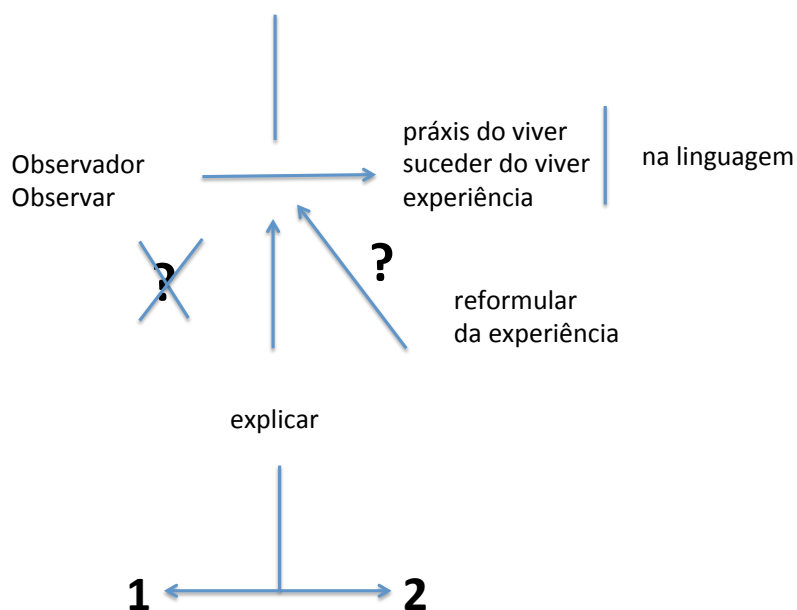 práxis do viver
suceder do viver
experiência
na linguagem
Observador
Observar
?
?
reformular
da experiência
explicar
1
2